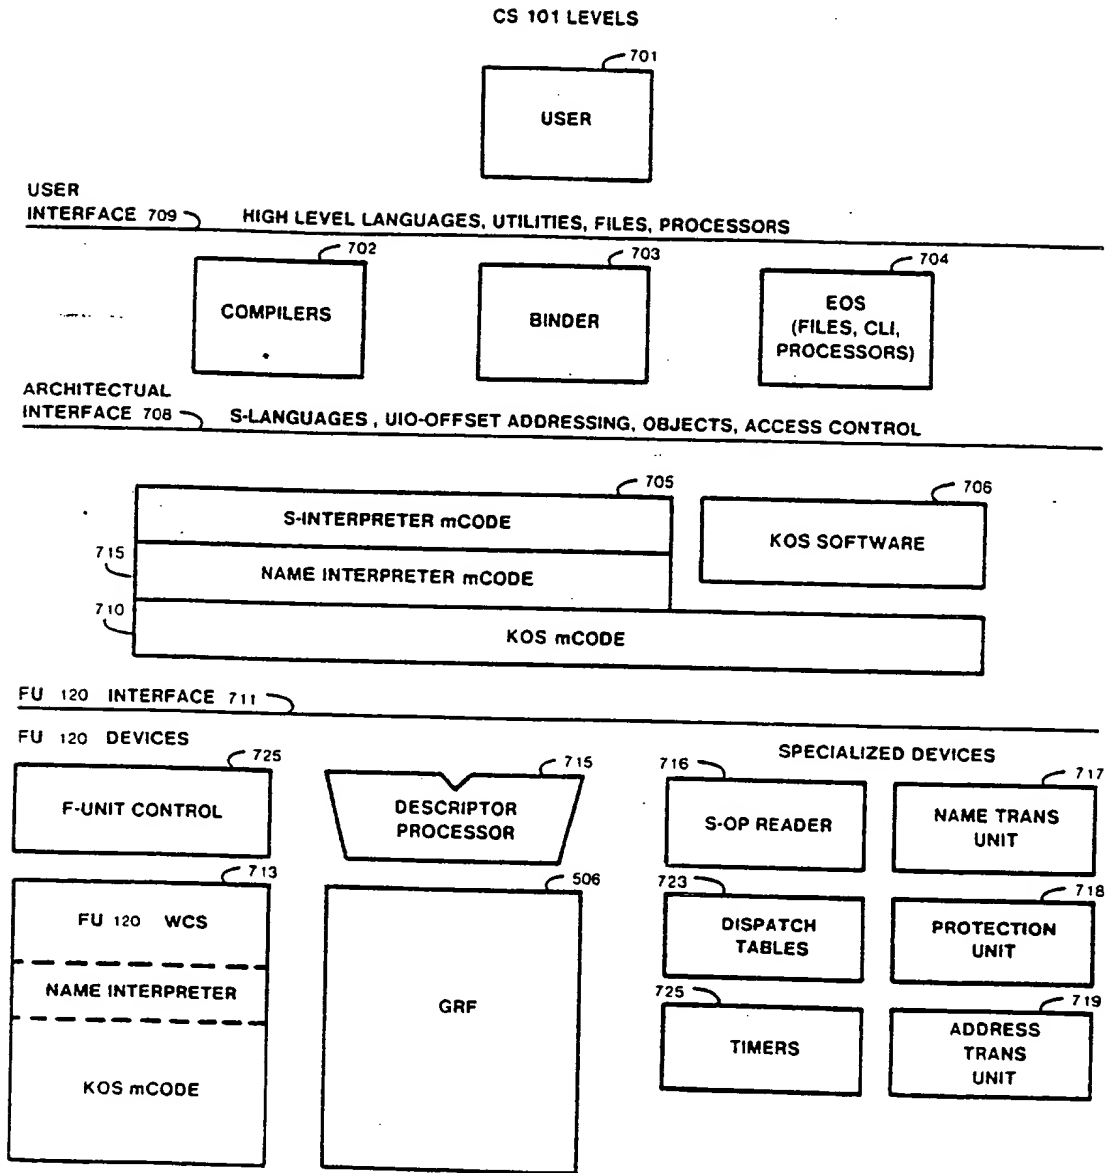 CS 101 LEVELS
701
USER
USER
INTERFACE 709
HIGH LEVEL LANGUAGES, UTILITIES, FILES, PROCESSORS
702
COMPILERS
703
BINDER
704
EOS
(FILES, CLI,
PROCESSORS)
ARCHITECTUAL
INTERFACE 708
S-LANGUAGES , UIO-OFFSET ADDRESSING, OBJECTS, ACCESS CONTROL
705
S-INTERPRETER mCODE
706
KOS SOFTWARE
715
NAME INTERPRETER mCODE
710
KOS mCODE
FU 120 INTERFACE 711
FU 120 DEVICES
SPECIALIZED DEVICES
725
F-UNIT CONTROL
715
DESCRIPTOR
PROCESSOR
716
S-OP READER
717
NAME TRANS
UNIT
713
FU 120 WCS
NAME INTERPRETER
KOS mCODE
506
GRF
723
DISPATCH
TABLES
718
PROTECTION
UNIT
725
TIMERS
719
ADDRESS
TRANS
UNIT